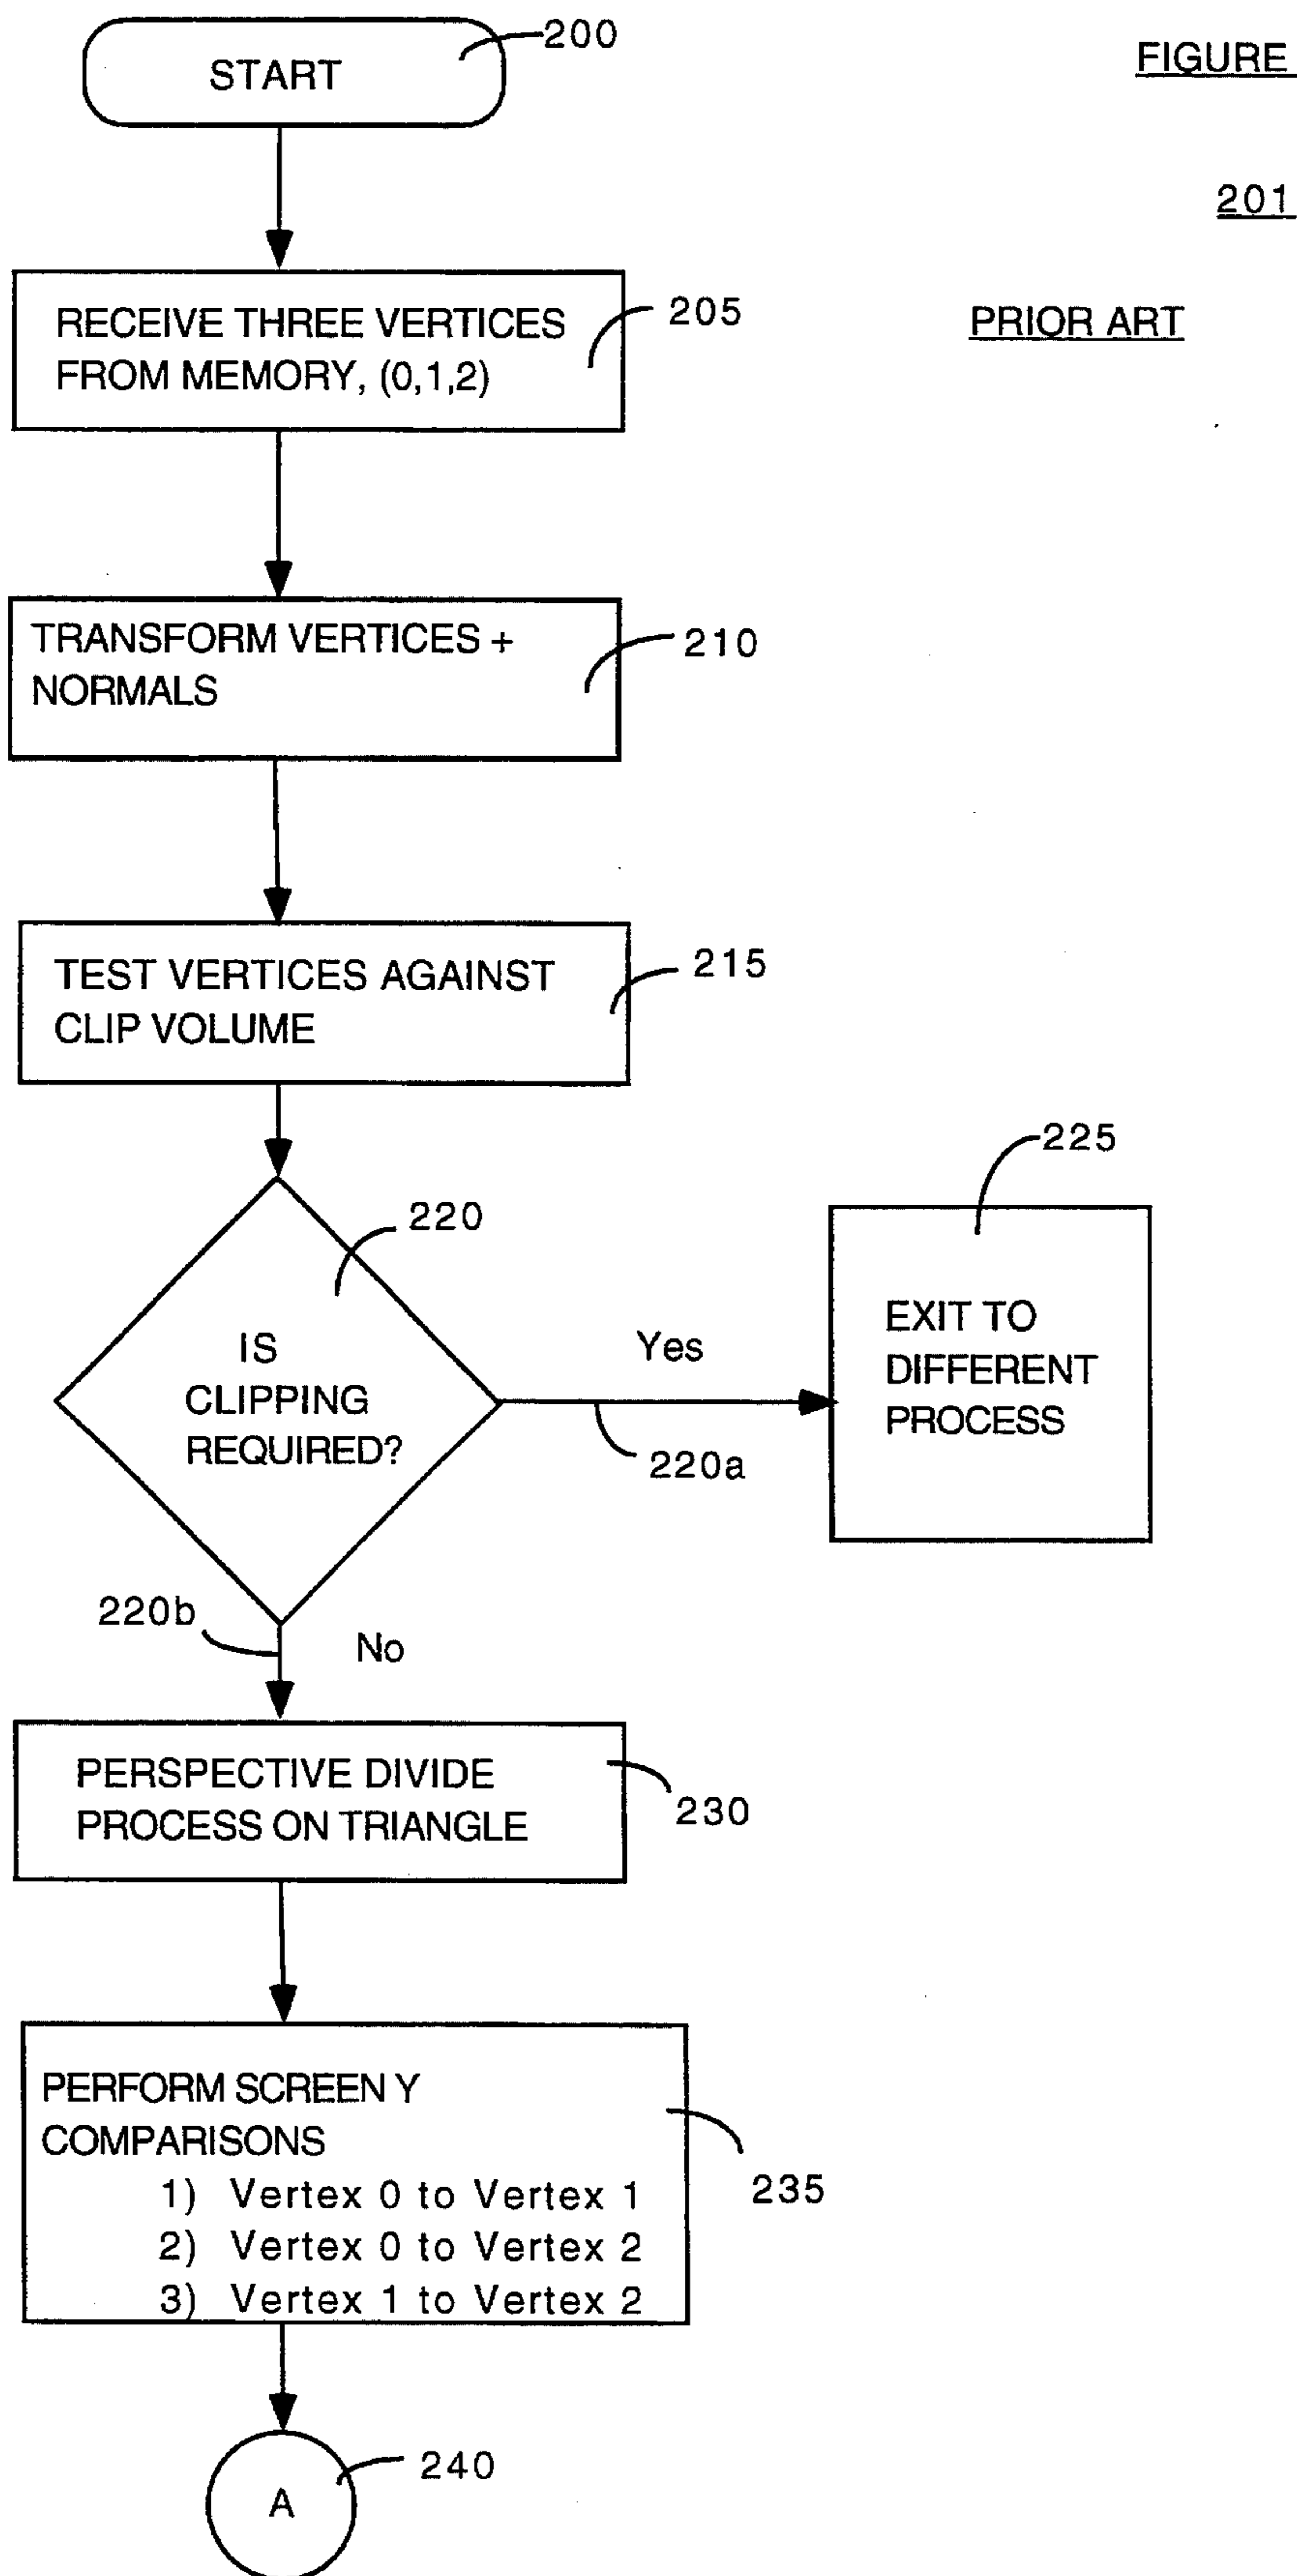 START
200
FIGURE
201
RECEIVE THREE VERTICES
FROM MEMORY, (0,1,2)
205
PRIOR ART
TRANSFORM VERTICES +
NORMALS
210
TEST VERTICES AGAINST
CLIP VOLUME
215
220
225
IS
CLIPPING
REQUIRED?
Yes
220a
EXIT TO
DIFFERENT
PROCESS
220b
No
PERSPECTIVE DIVIDE
PROCESS ON TRIANGLE
230
PERFORM SCREEN Y
COMPARISONS
1) Vertex 0 to Vertex 1
2) Vertex 0 to Vertex 2
3) Vertex 1 to Vertex 2
235
A
240